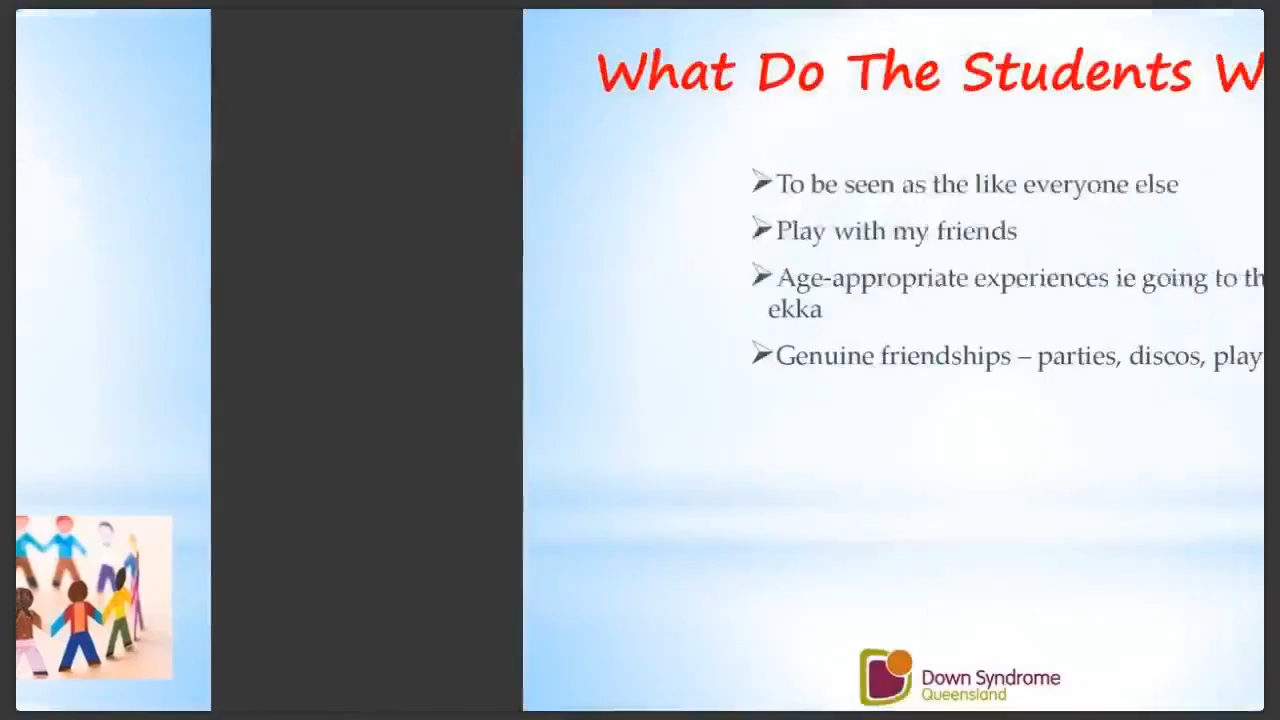 What Do The Students W
➢To be seen as the like everyone else
➢Play with my friends
➢Age-appropriate experiences ie going to th
ekka
➢Genuine friendships – parties, discos, play
Down Syndrome
Queensland